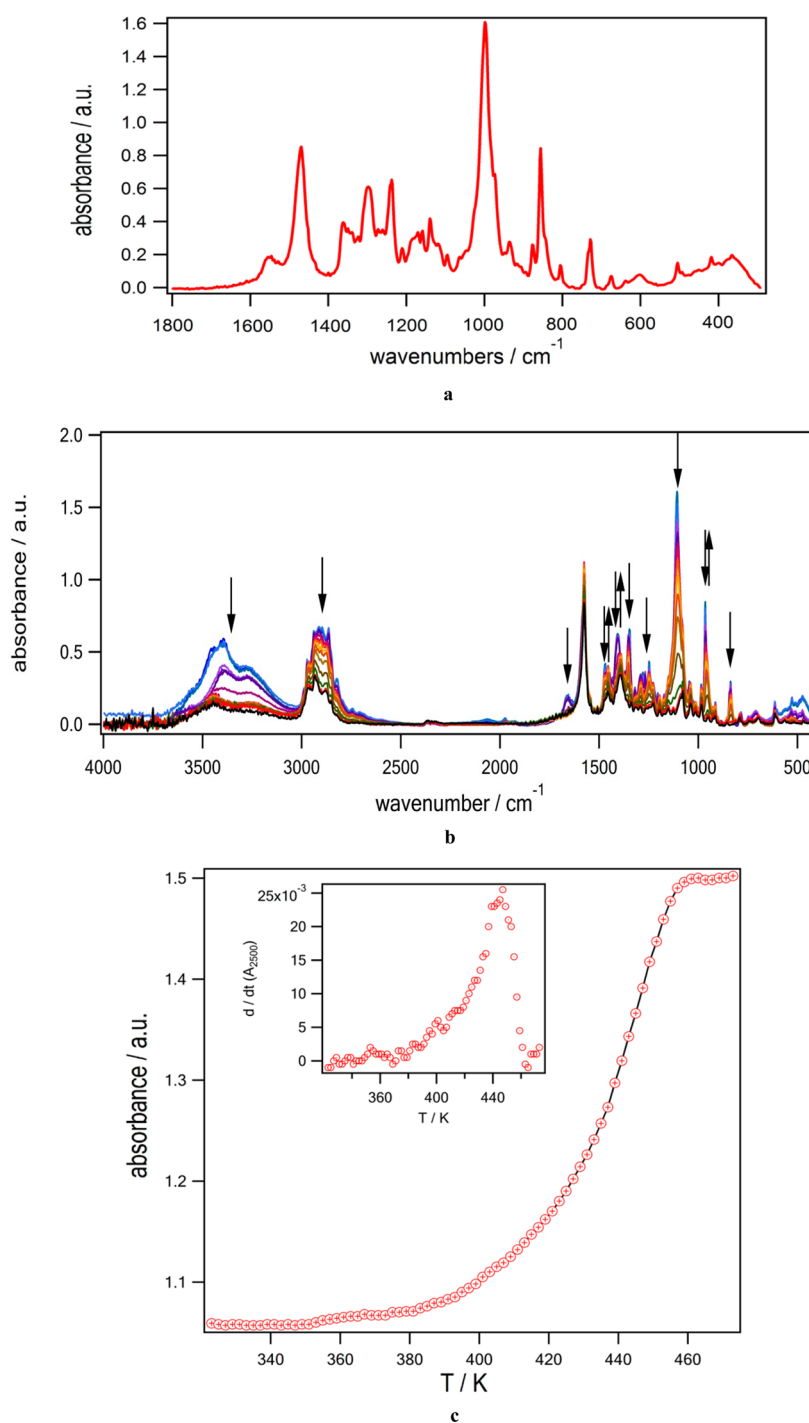 1.6
1.4
1.2
1.0
0.8
0.6
0.4
0.2
0.0
absorbance / a.u.
1800 1600 1400 1200 1000 800 600 400
wavenumbers / cm⁻¹
a
2.0
1.5
1.0
0.5
0.0
absorbance / a.u.
4000 3500 3000 2500 2000 1500 1000 500
wavenumber / cm⁻¹
b
1.5
1.4
1.3
1.2
1.1
absorbance / a.u.
25x10⁻³
20
15
10
5
0
d / dt (A₂₅₀₀)
360 400 440
T / K
340 360 380 400 420 440 460
T / K
c